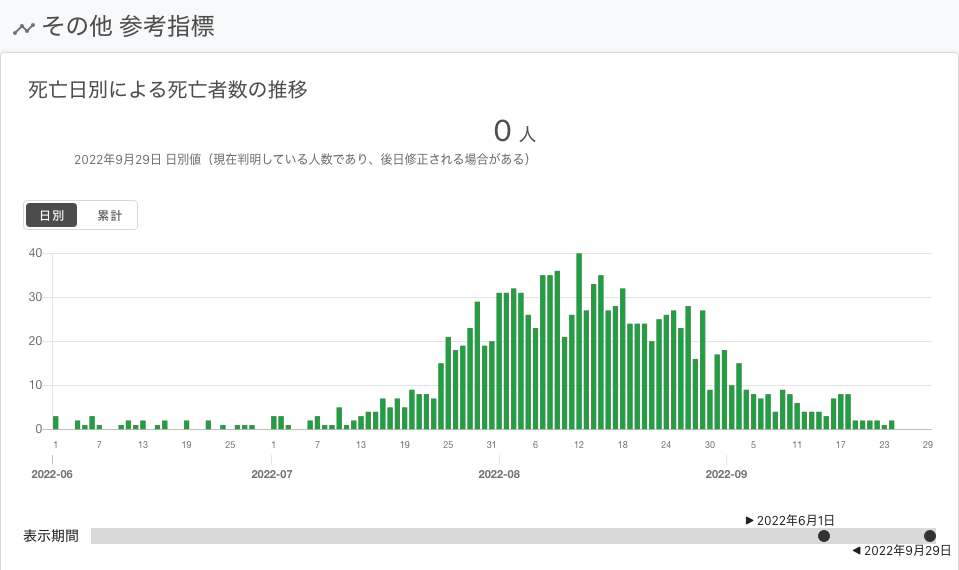 その他 参考指標
死亡日別による死亡者数の推移
0 人
2022年9月29日 日別値（現在判明している人数であり、後日修正される場合がある）
日別 累計
40
30
20
10
0
1 7 13 19 25 1 7 13 19 25 31 6 12 18 24 30 5 11 17 23 29
2022-06 2022-07 2022-08 2022-09
▶ 2022年6月1日
表示期間
◀ 2022年9月29日